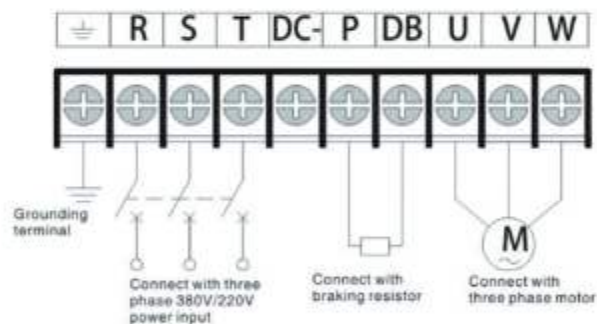 R S T DC- P DB U V W
Grounding
terminal
Connect with three
phase 380V/220V
power input
Connect with
braking resistor
M
Connect with
three phase motor